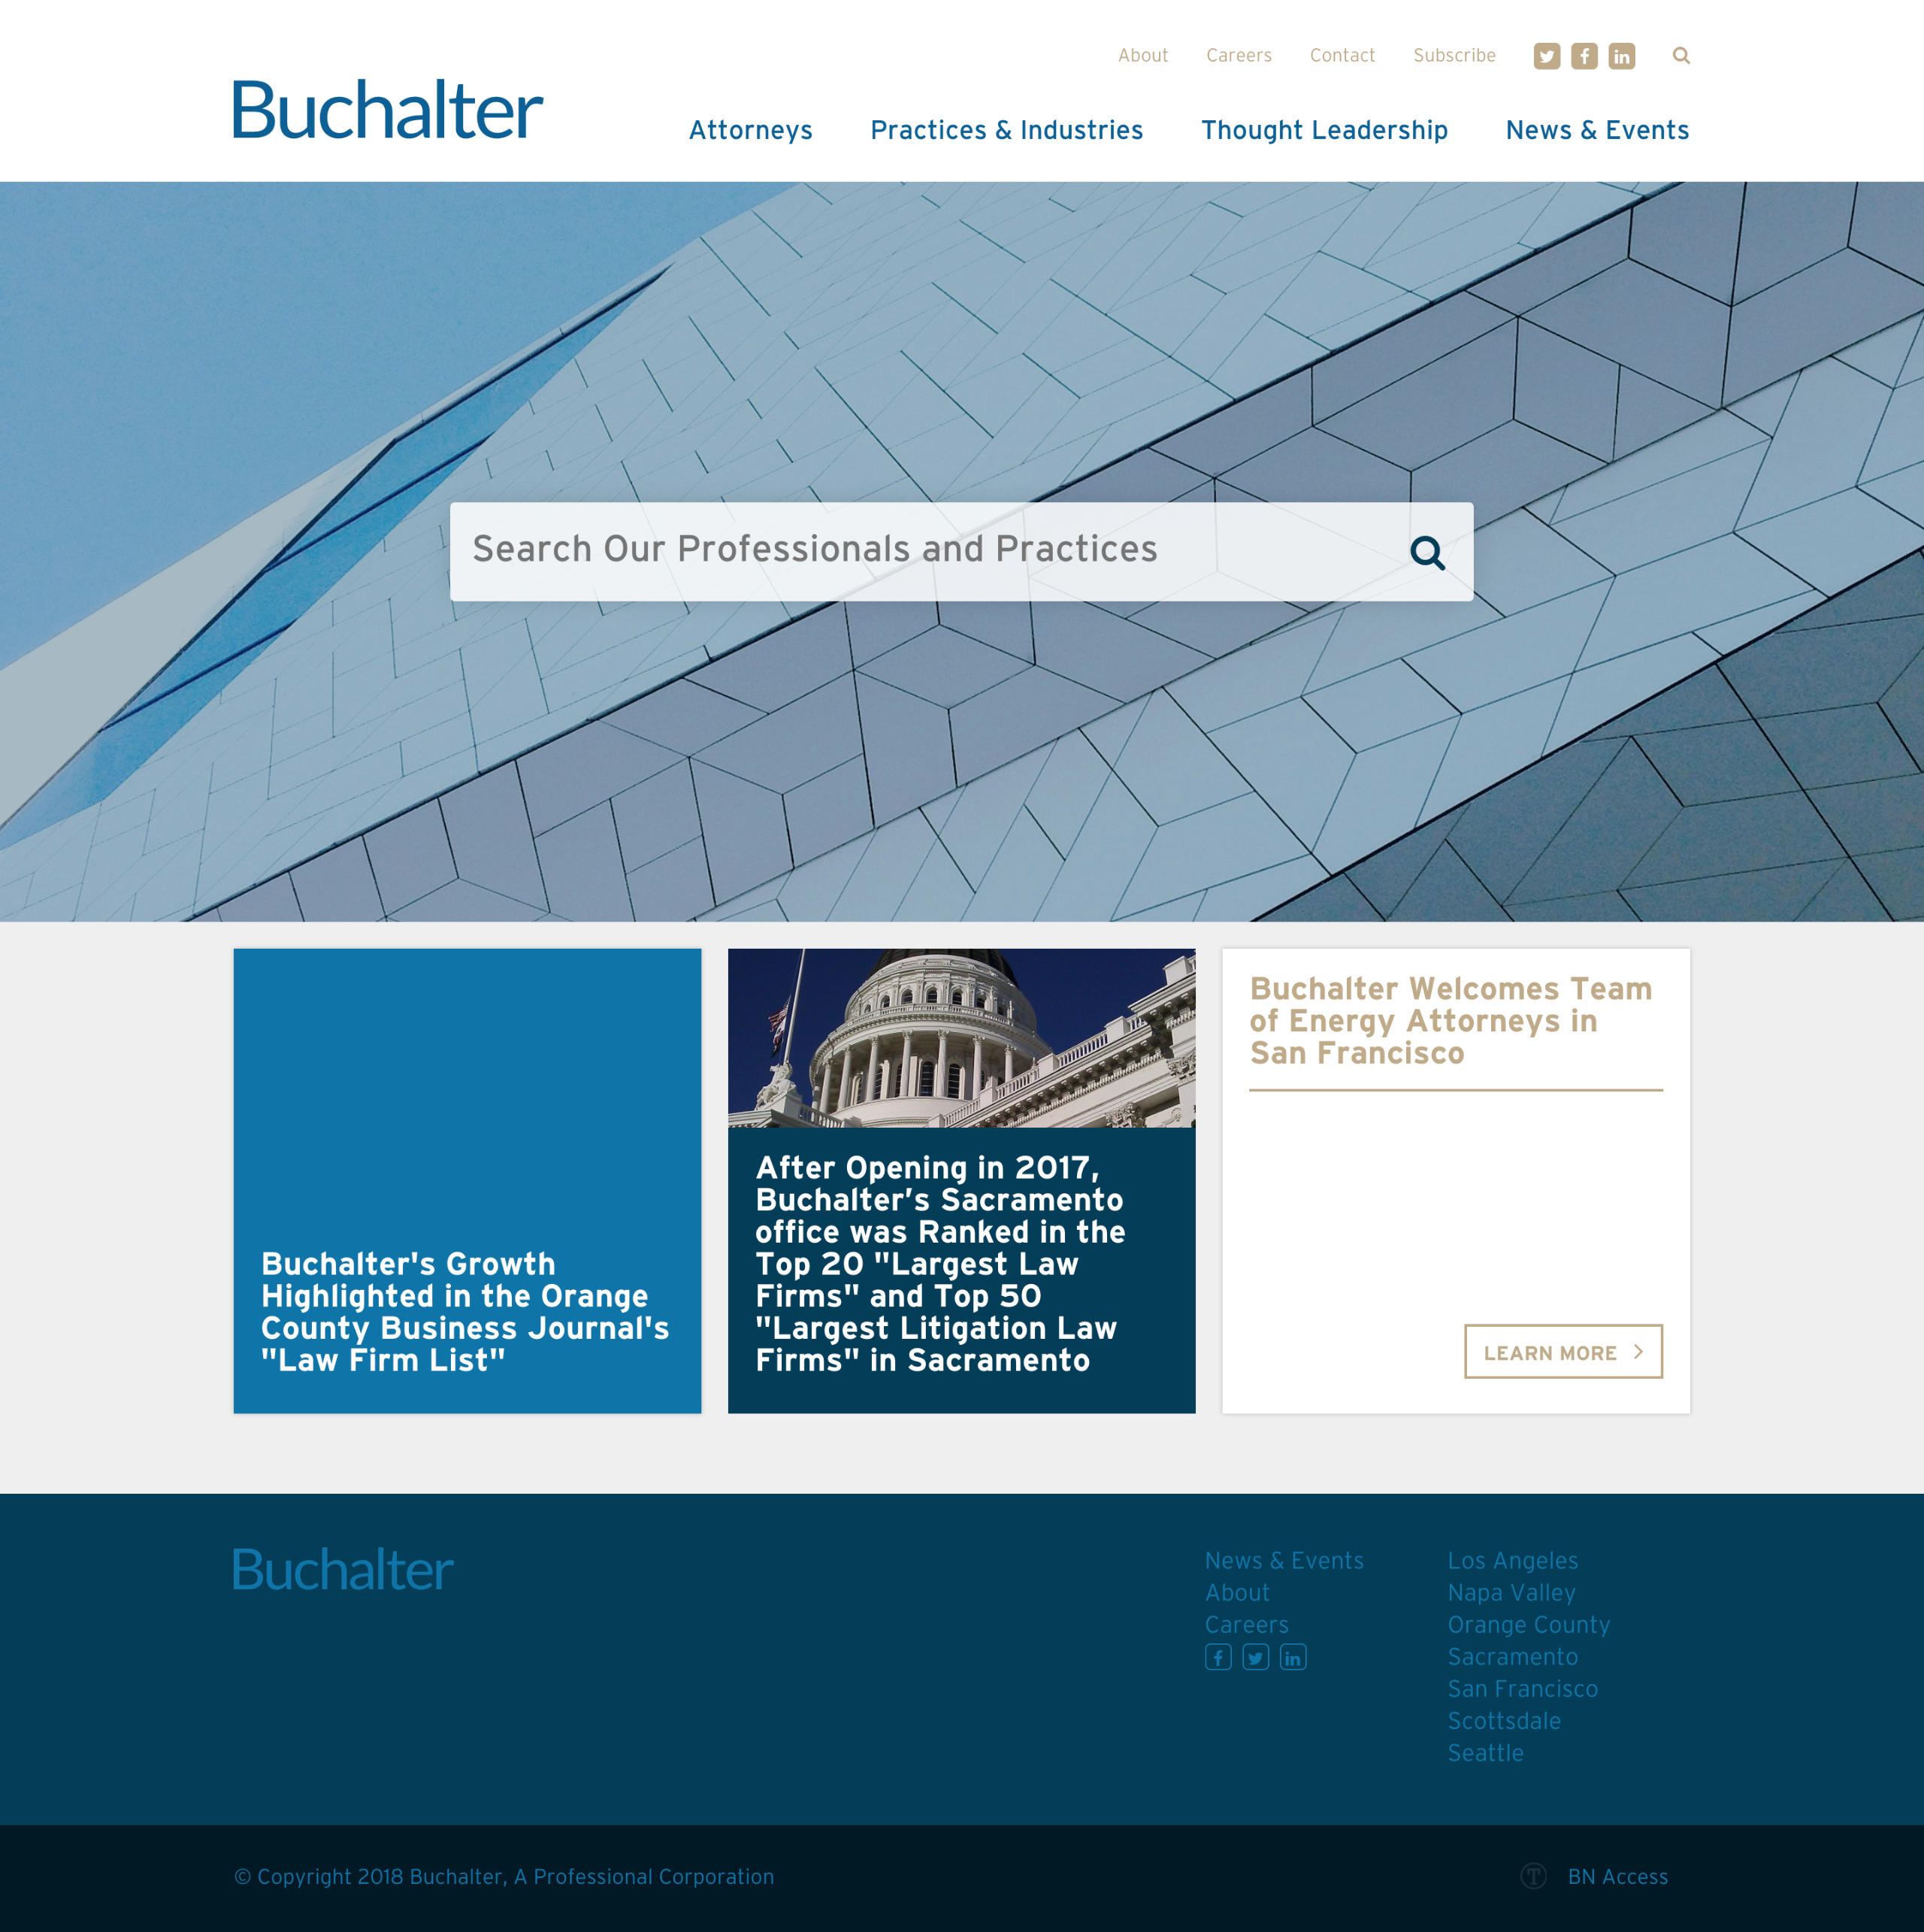 About Careers Contact Subscribe
Buchalter
Attorneys Practices & Industries Thought Leadership News & Events
Search Our Professionals and Practices
Buchalter's Growth
Highlighted in the Orange
County Business Journal's
"Law Firm List"
After Opening in 2017,
Buchalter’s Sacramento
office was Ranked in the
Top 20 "Largest Law
Firms" and Top 50
"Largest Litigation Law
Firms" in Sacramento
Buchalter Welcomes Team
of Energy Attorneys in
San Francisco
LEARN MORE
Buchalter
News & Events
About
Careers
Los Angeles
Napa Valley
Orange County
Sacramento
San Francisco
Scottsdale
Seattle
© Copyright 2018 Buchalter, A Professional Corporation
BN Access